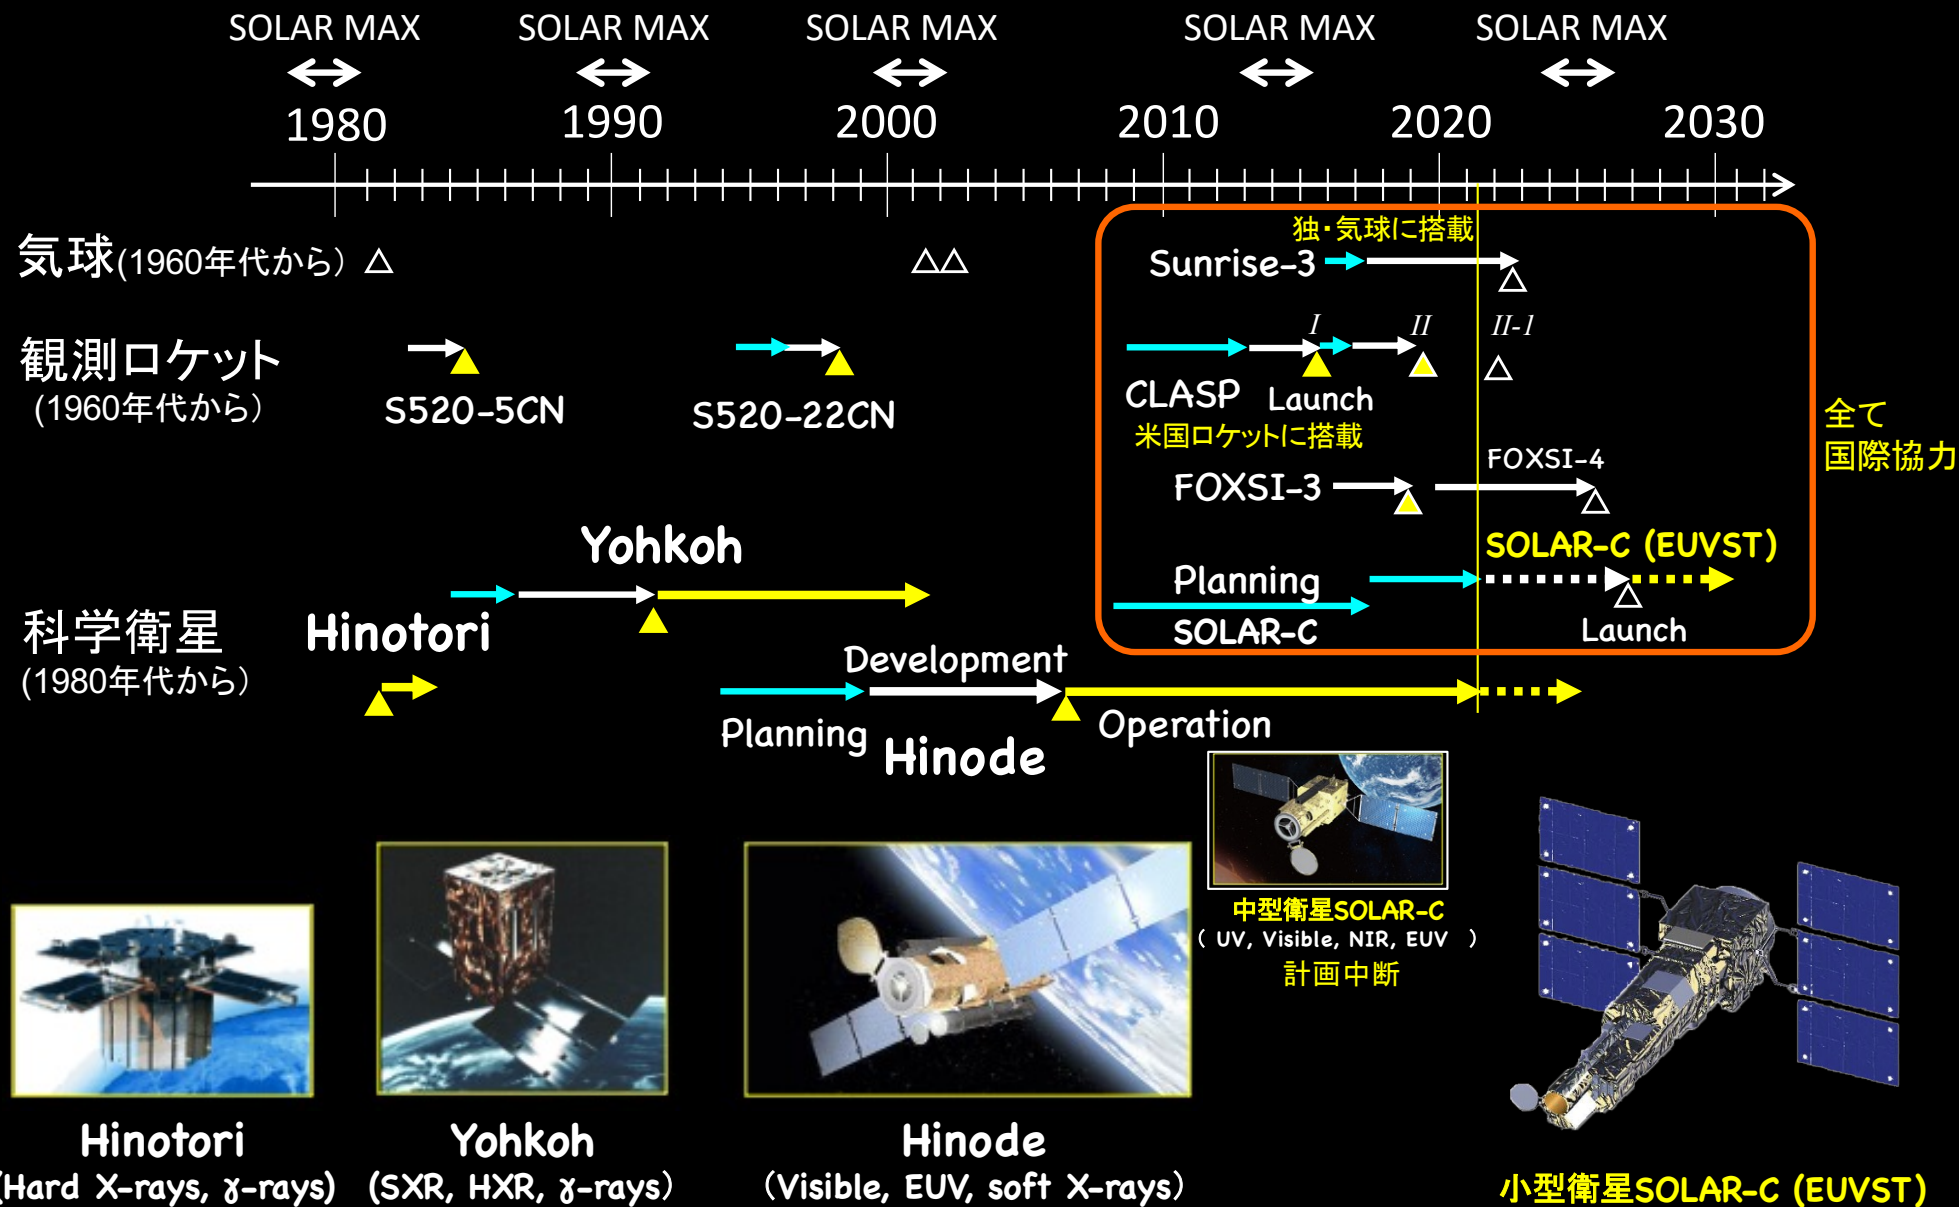 SOLAR MAX SOLAR MAX SOLAR MAX SOLAR MAX SOLAR MAX
1980 1990 2000 2010 2020 2030
独・気球に搭載
気球(1960年代から)
Sunrise-3
I II II-1
観測ロケット
(1960年代から)
S520-5CN
S520-22CN
CLASP Launch
米国ロケットに搭載
FOXSI-3
FOXSI-4
全て
国際協力
Yohkoh
SOLAR-C (EUVST)
Planning
SOLAR-C
Launch
科学衛星
(1980年代から)
Hinotori
Development
Planning
Hinode
Operation
中型衛星SOLAR-C
( UV, Visible, NIR, EUV )
計画中断
Hinotori
(Hard X-rays, γ-rays)
Yohkoh
(SXR, HXR, γ-rays)
Hinode
(Visible, EUV, soft X-rays)
小型衛星SOLAR-C (EUVST)